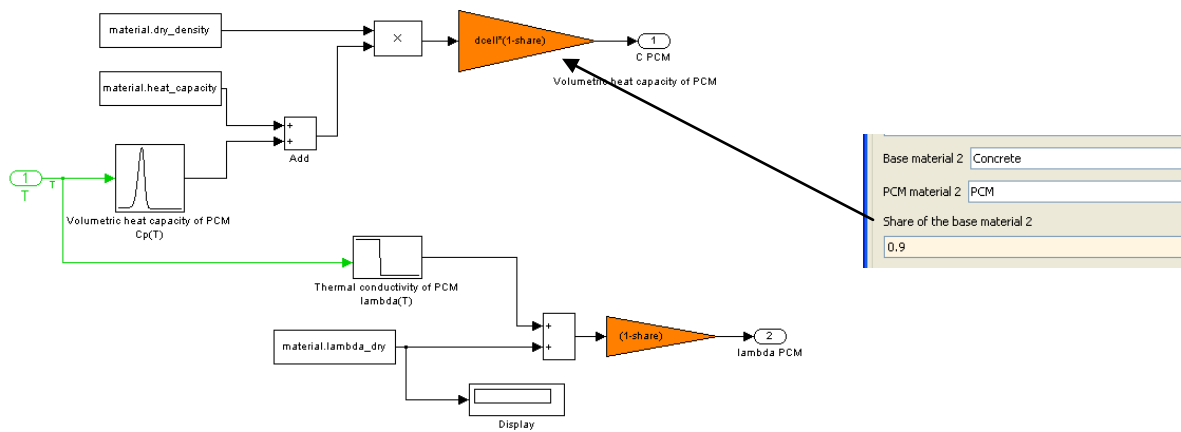 material.dry_density
×
dcell*(1-share)
1
C PCM
Volumetric heat capacity of PCM
material.heat_capacity
+
+
Add
1
T
T
Volumetric heat capacity of PCM
Cp(T)
Base material 2
Concrete
PCM material 2
PCM
Share of the base material 2
0.9
Thermal conductivity of PCM
lambda(T)
material.lambda_dry
+
+
(1-share)
2
lambda PCM
Display